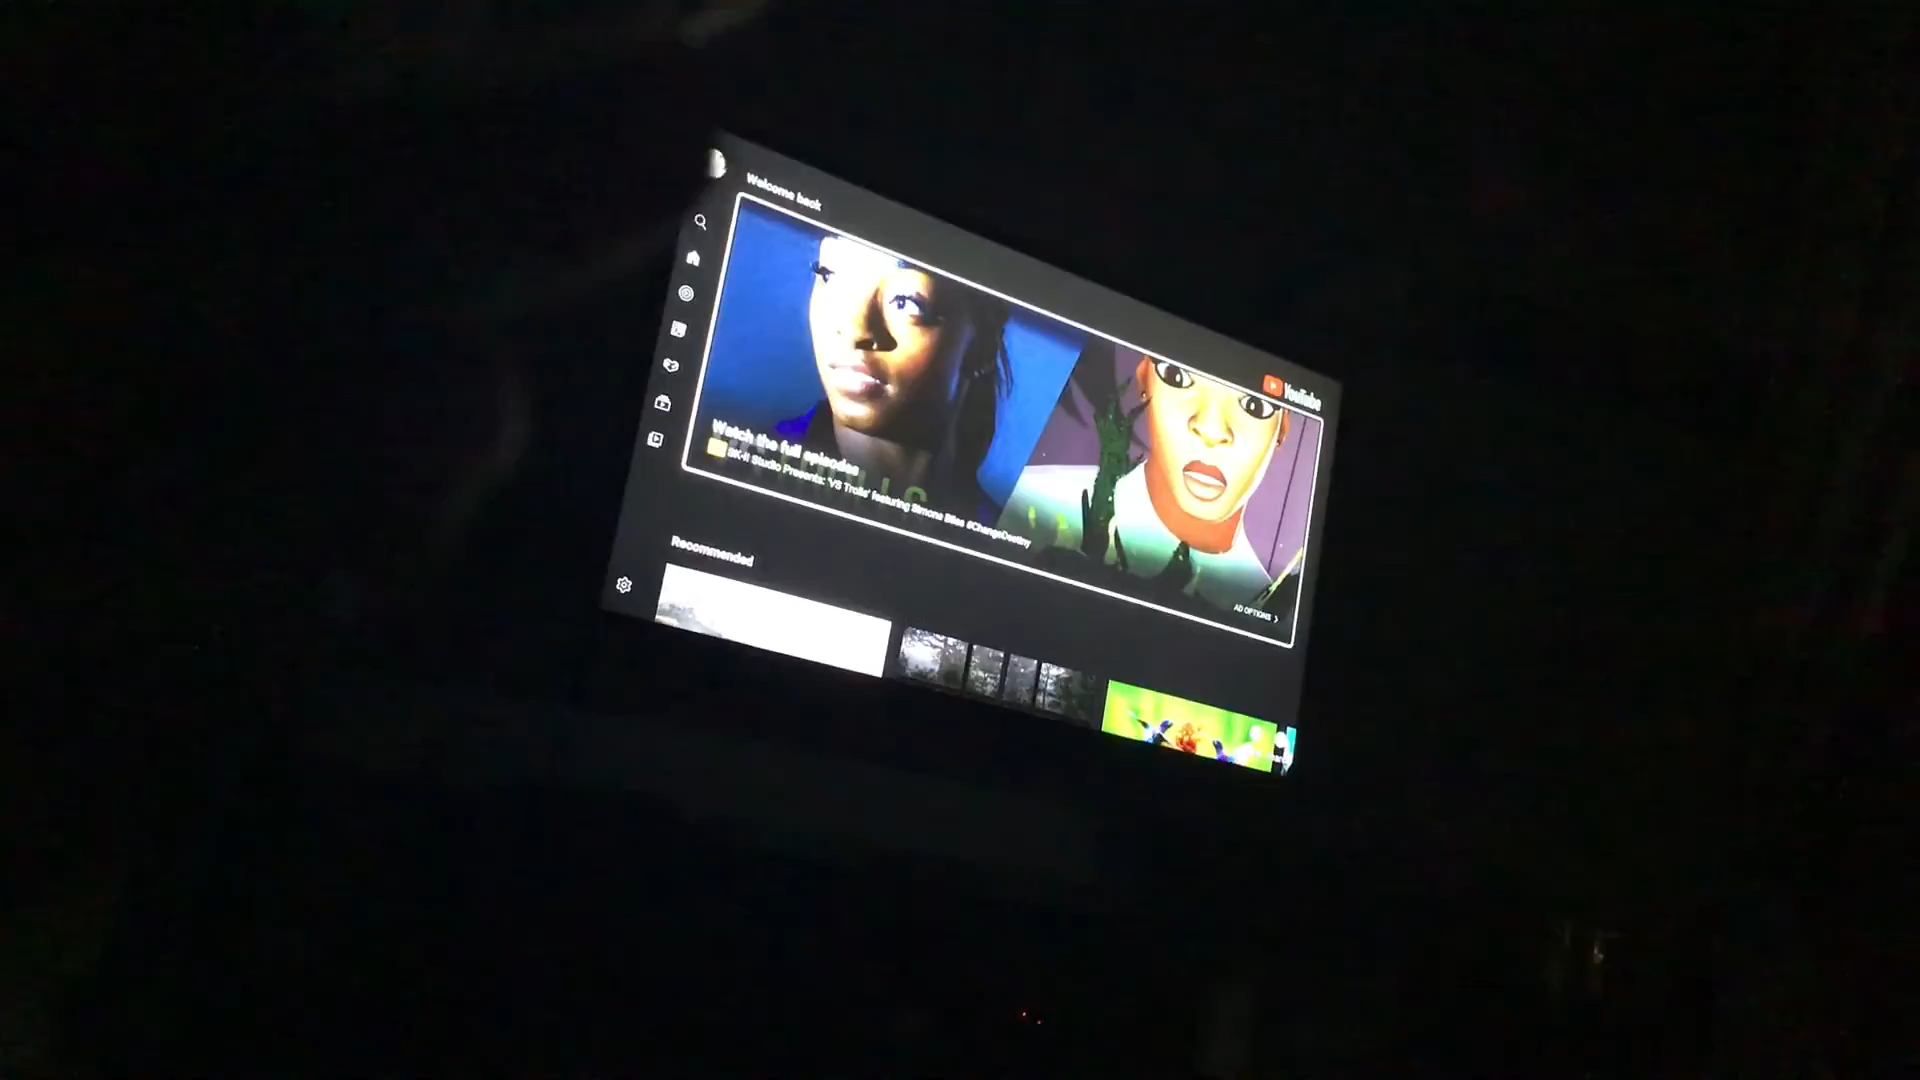 Welcome back
YouTube
Watch the full episodes
SK-II Studio Presents: 'VS Trolls' featuring Simone Biles #ChangeDestiny
AD OPTIONS
Recommended